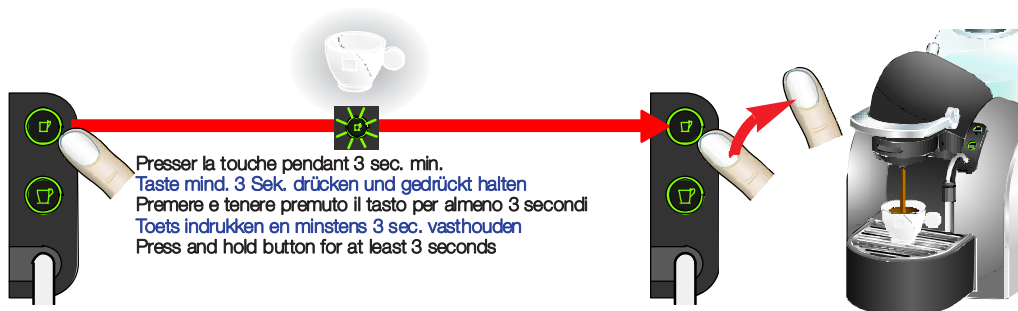 Presser la touche pendant 3 sec. min.
Taste mind. 3 Sek. drücken und gedrückt halten
Premere e tenere premuto il tasto per almeno 3 secondi
Toets indrukken en minstens 3 sec. vasthouden
Press and hold button for at least 3 seconds